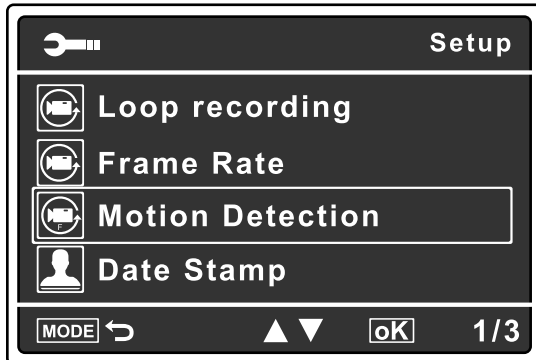 Setup
Loop recording
Frame Rate
F
Motion Detection
Date Stamp
MODE oK 1/3